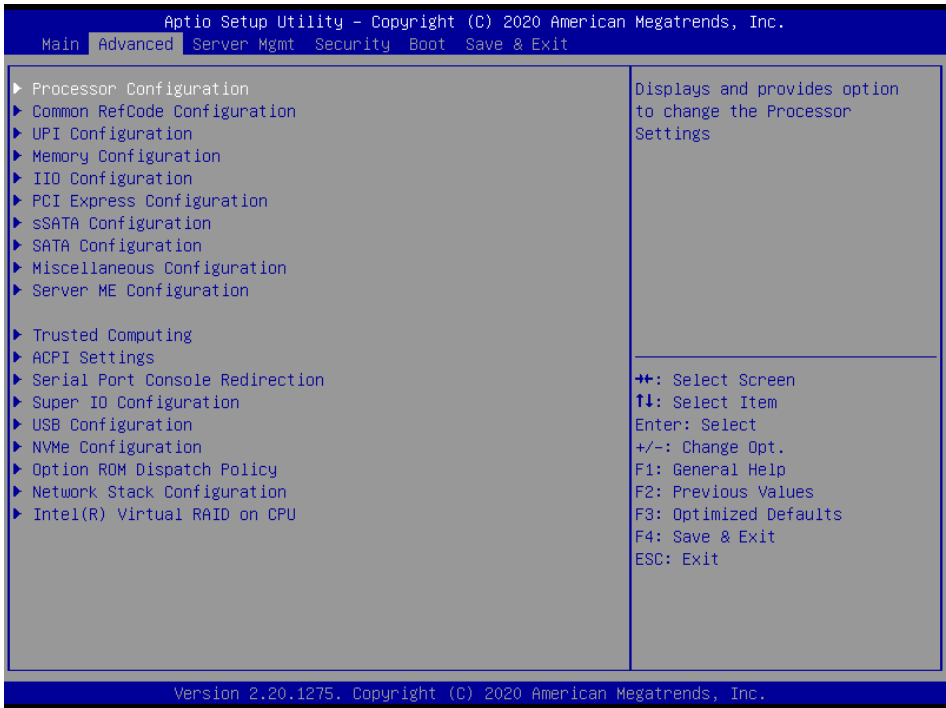 Aptio Setup Utility – Copyright (C) 2020 American Megatrends, Inc.
Main Advanced Server Mgmt Security Boot Save & Exit
Processor Configuration
Common RefCode Configuration
UPI Configuration
Memory Configuration
IIO Configuration
PCI Express Configuration
sSATA Configuration
SATA Configuration
Miscellaneous Configuration
Server ME Configuration
Trusted Computing
ACPI Settings
Serial Port Console Redirection
Super IO Configuration
USB Configuration
NVMe Configuration
Option ROM Dispatch Policy
Network Stack Configuration
Intel(R) Virtual RAID on CPU
Displays and provides option
to change the Processor
Settings
→←: Select Screen
↑↓: Select Item
Enter: Select
+/-: Change Opt.
F1: General Help
F2: Previous Values
F3: Optimized Defaults
F4: Save & Exit
ESC: Exit
Version 2.20.1275. Copyright (C) 2020 American Megatrends, Inc.